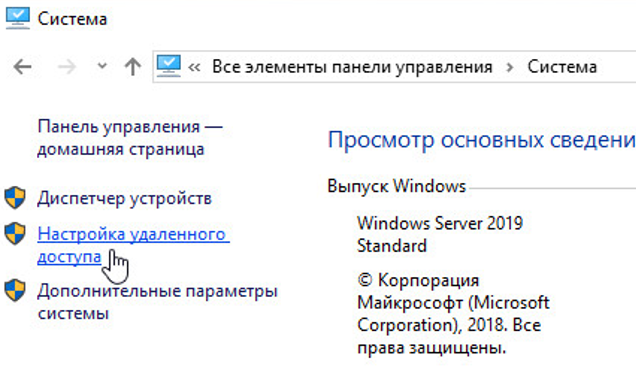 Система
« Все элементы панели управления › Система
Панель управления —
домашняя страница
Диспетчер устройств
Настройка удаленного
доступа
Дополнительные параметры
системы
Просмотр основных сведени
Выпуск Windows
Windows Server 2019
Standard
© Корпорация
Майкрософт (Microsoft
Corporation), 2018. Все
права защищены.